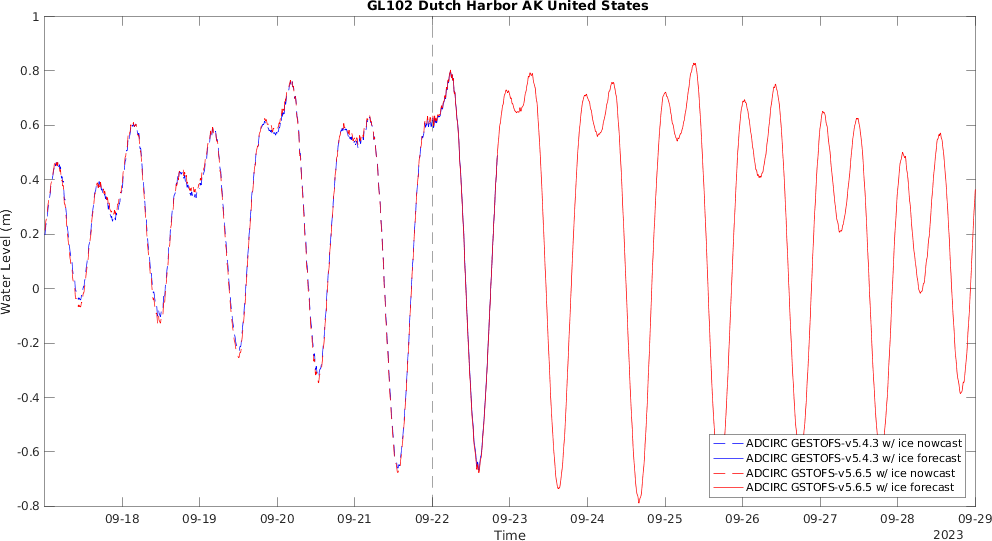 GL102 Dutch Harbor AK United States
Water Level (m)
1
0.8
0.6
0.4
0.2
0
-0.2
-0.4
-0.6
-0.8
ADCIRC GESTOFS-v5.4.3 w/ ice nowcast
ADCIRC GESTOFS-v5.4.3 w/ ice forecast
ADCIRC GSTOFS-v5.6.5 w/ ice nowcast
ADCIRC GSTOFS-v5.6.5 w/ ice forecast
09-18 09-19 09-20 09-21 09-22 09-23 09-24 09-25 09-26 09-27 09-28 09-29
Time
2023